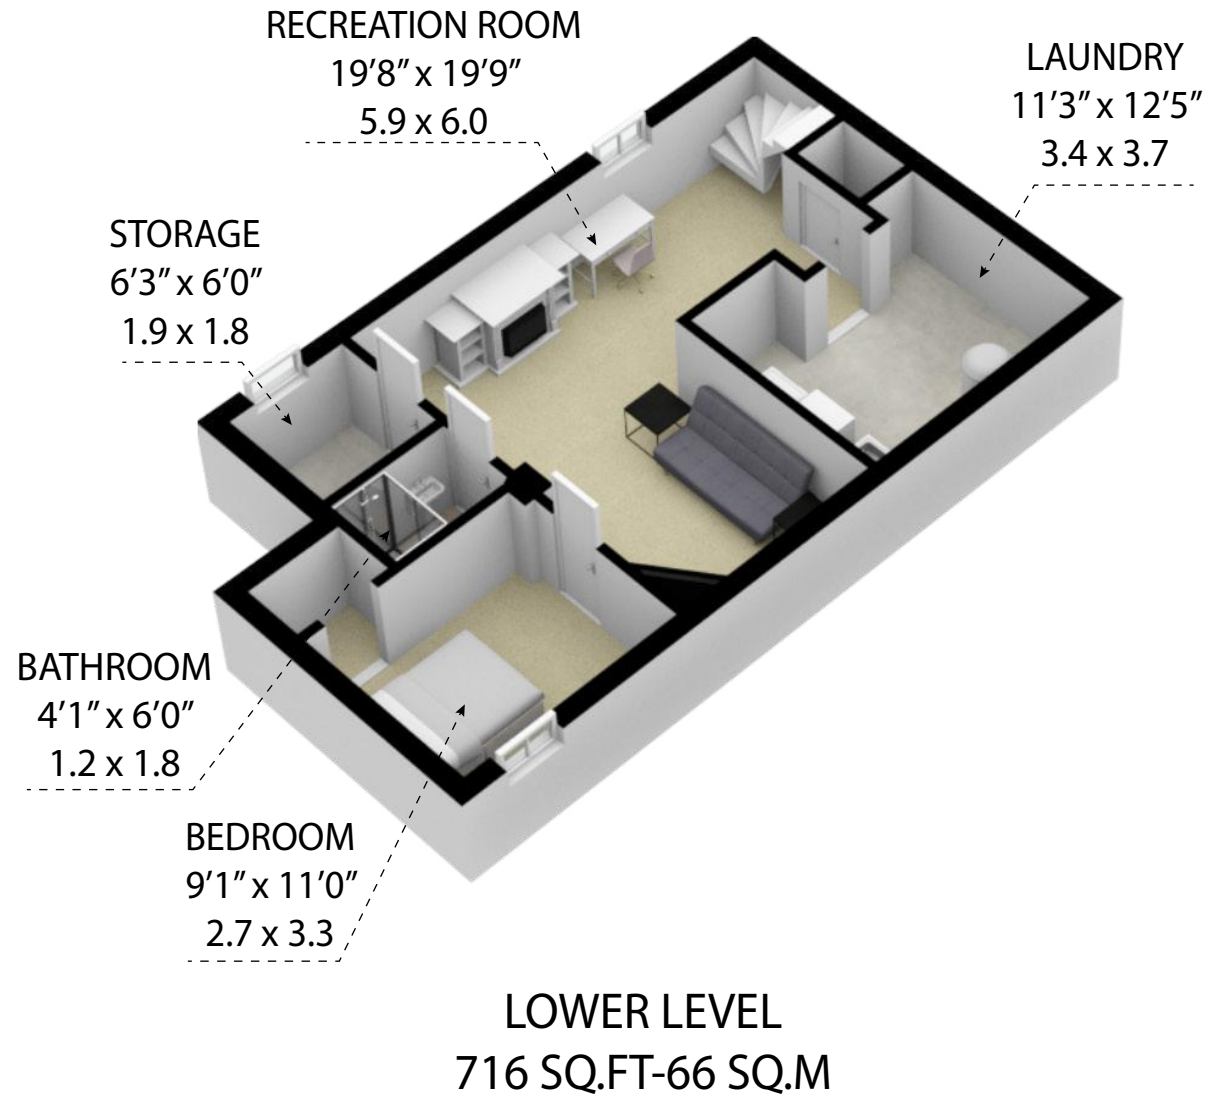 RECREATION ROOM
19’8” x 19’9”
5.9 x 6.0
LAUNDRY
11’3” x 12’5”
3.4 x 3.7
STORAGE
6’3” x 6’0”
1.9 x 1.8
BATHROOM
4’1” x 6’0”
1.2 x 1.8
BEDROOM
9’1” x 11’0”
2.7 x 3.3
LOWER LEVEL
716 SQ.FT-66 SQ.M